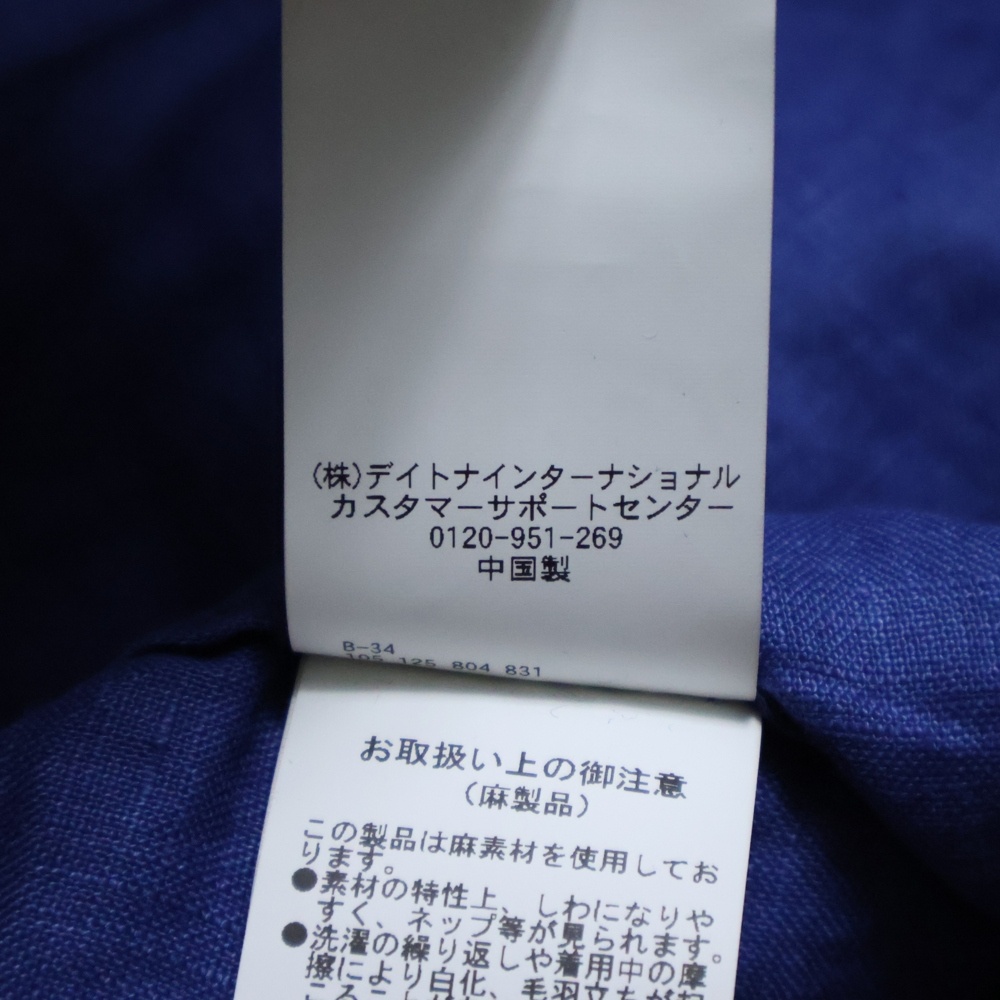 (株)デイトナインターナショナル
カスタマーサポートセンター
0120-951-269
中国製
B-34
105 125 804 831
お取扱い上の御注意
(麻製品)
この製品は麻素材を使用してお
ります。
●素材の特性上、しわになりや
すく、ネップ等が見られます。
●洗濯の繰り返しや着用中の摩
擦により白化、毛羽立ちが